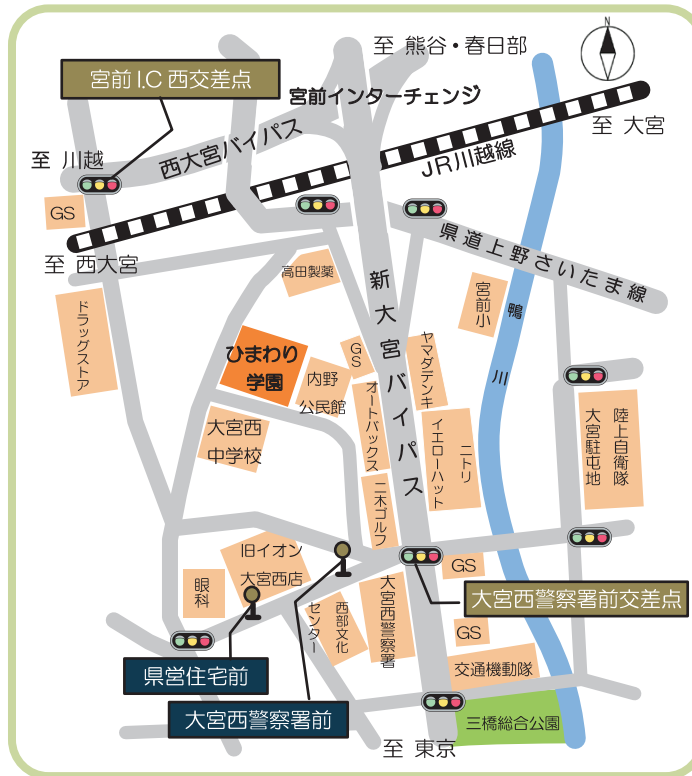 至 熊谷・春日部
N
宮前 I.C 西交差点
宮前インターチェンジ
至 大宮
西大宮バイパス
JR川越線
至 川越
GS
県道上野さいたま線
至 西大宮
高田製薬
新大宮バイパス
宮前小
鴨川
ドラッグストア
ひまわり
学園
内野
公民館
GS
ヤマダデンキ
オートバックス
イエローハット
ニトリ
陸上自衛隊
大宮駐屯地
大宮西
中学校
二木ゴルフ
旧イオン
大宮西店
眼科
GS
大宮西警察署前交差点
西部文化
センター
大宮西警察署
GS
県営住宅前
交通機動隊
大宮西警察署前
三橋総合公園
至 東京